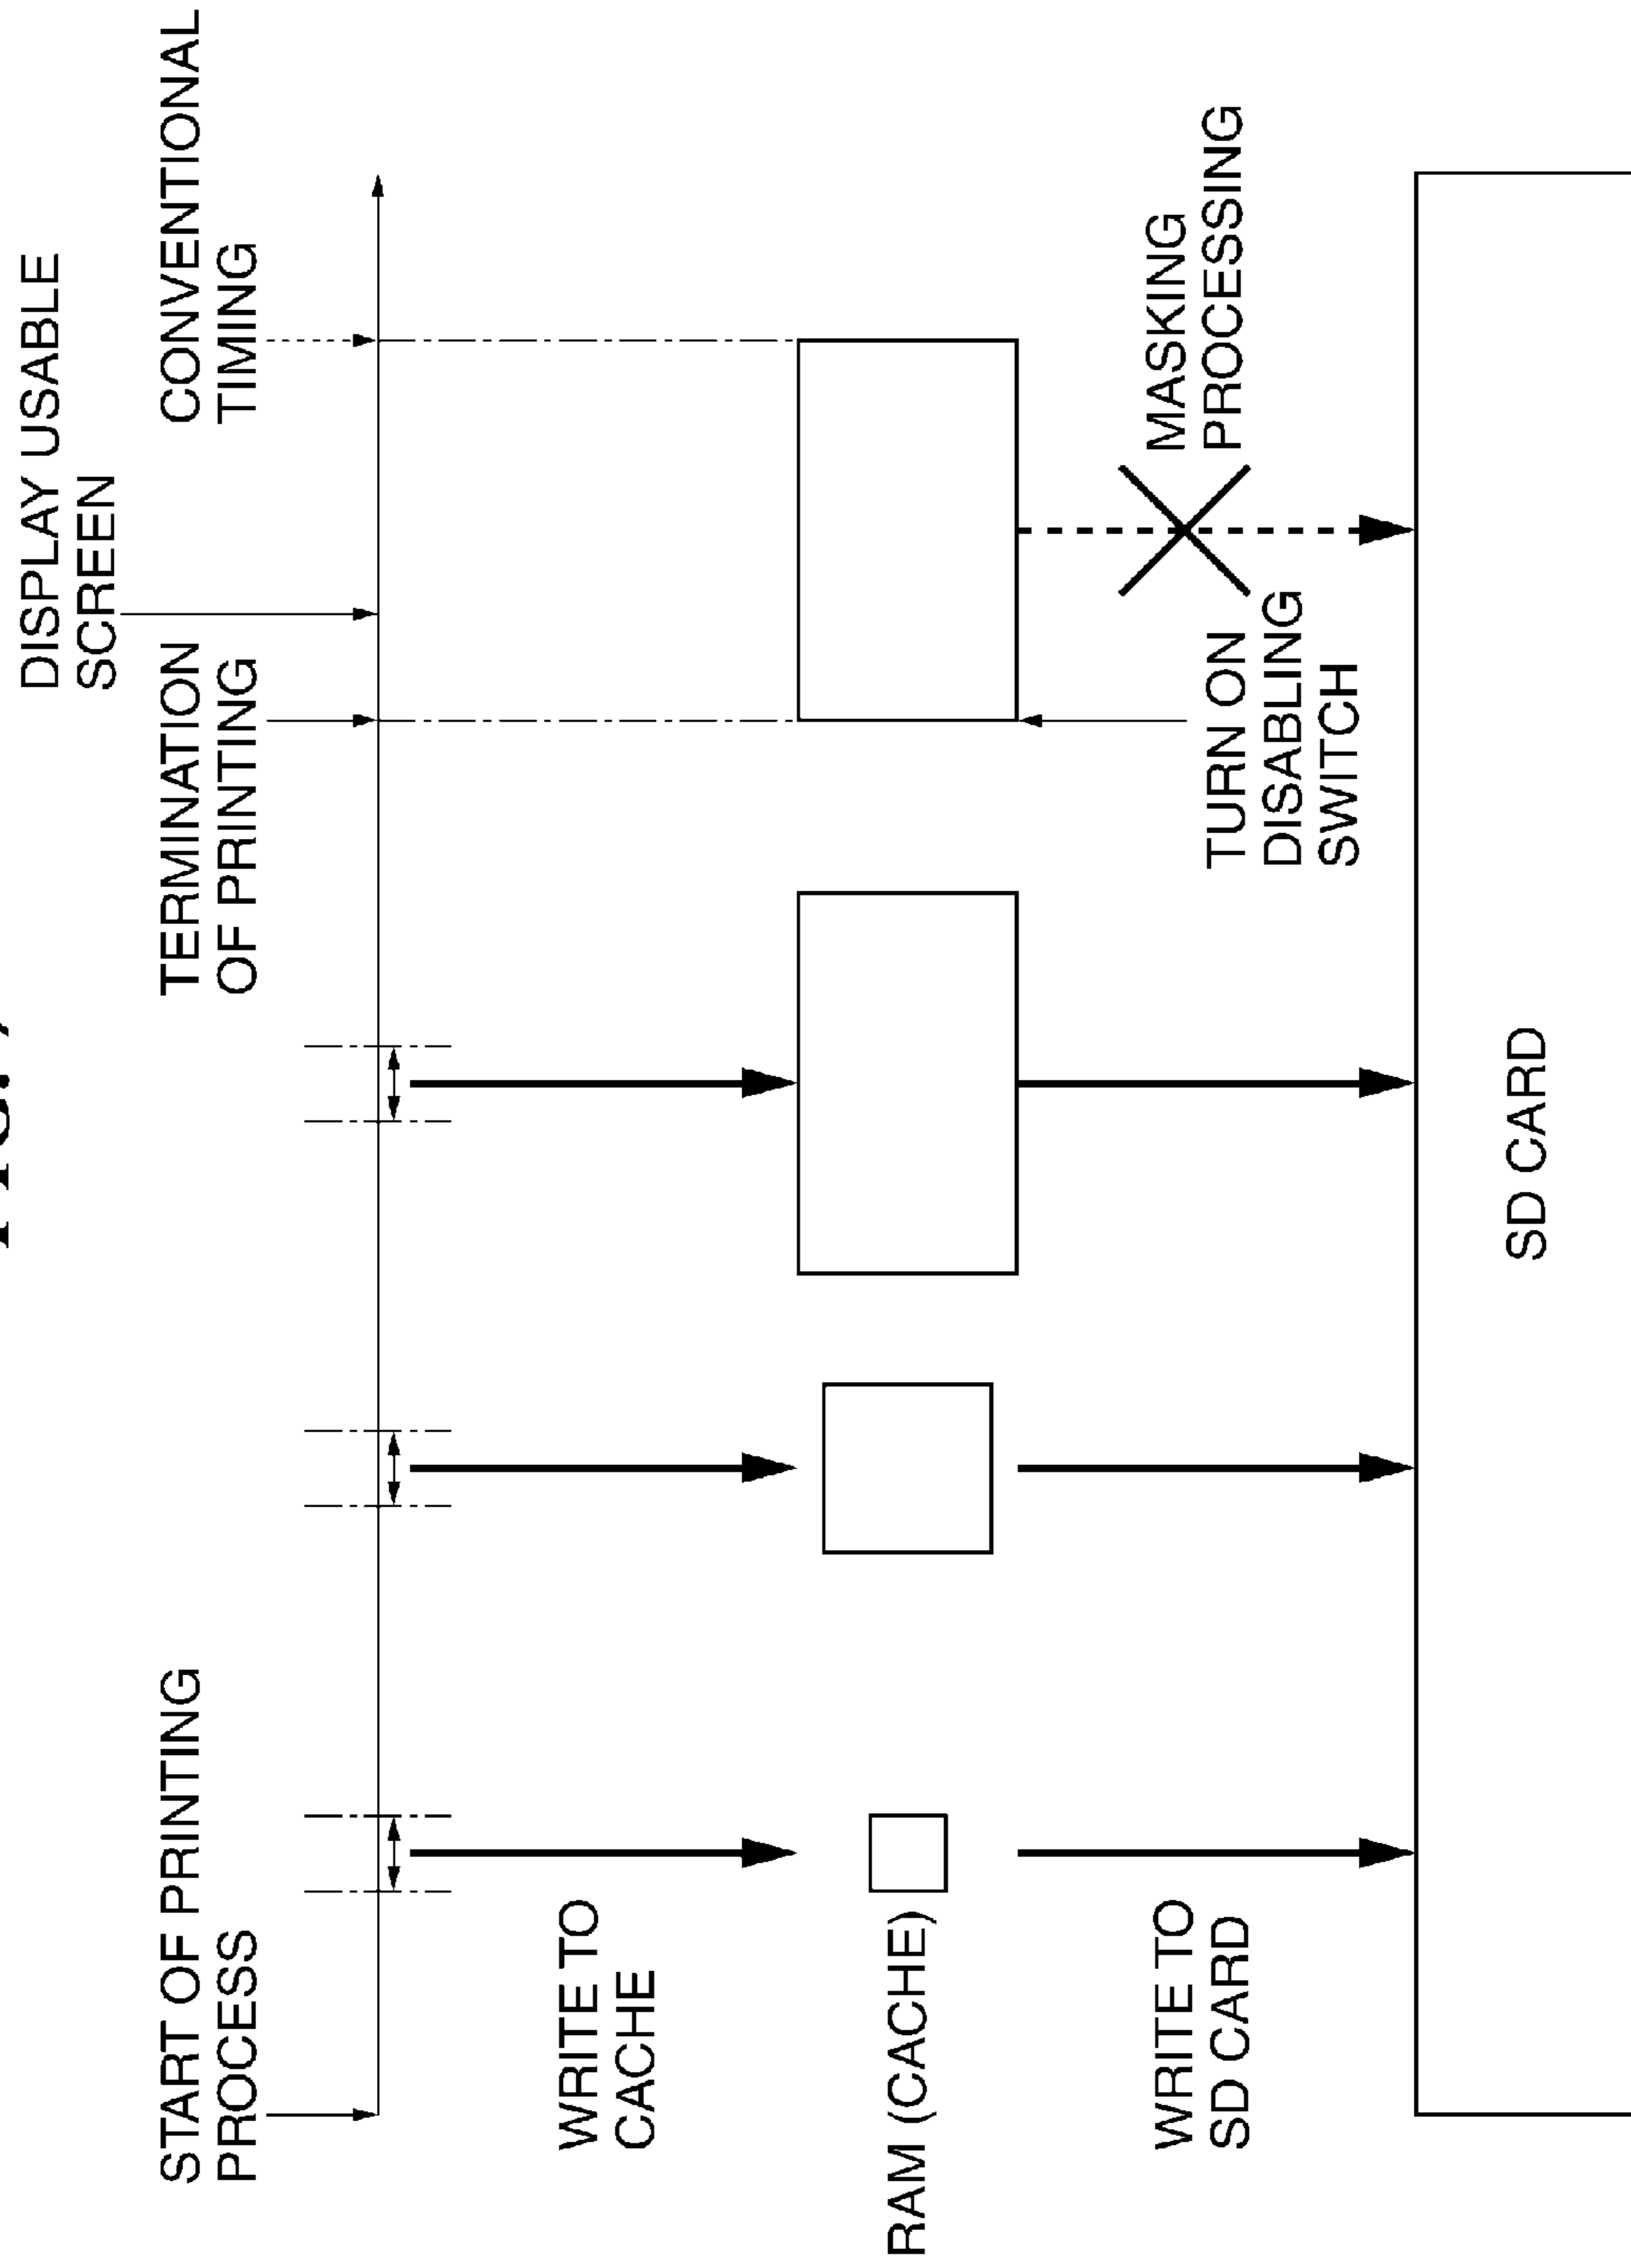 DISPLAY USABLE
SCREEN
START OF PRINTING
PROCESS
TERMINATION
OF PRINTING
CONVENTIONAL
TIMING
WRITE TO
CACHE
RAM (CACHE)
WRITE TO
SD CARD
TURN ON
DISABLING
SWITCH
MASKING
PROCESSING
SD CARD